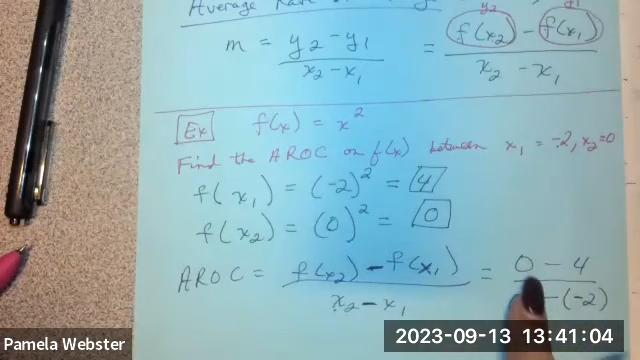 Average Rate
y2 y1
m = y2 - y1 / x2 - x1 = f(x2) - f(x1) / x2 - x1
Ex f(x) = x²
Find the AROC on f(x) between x1 = -2, x2 = 0
f(x1) = (-2)² = 4
f(x2) = (0)² = 0
AROC = f(x2) - f(x1) / x2 - x1 = 0 - 4 / - (-2)
Pamela Webster
2023-09-13 13:41:04